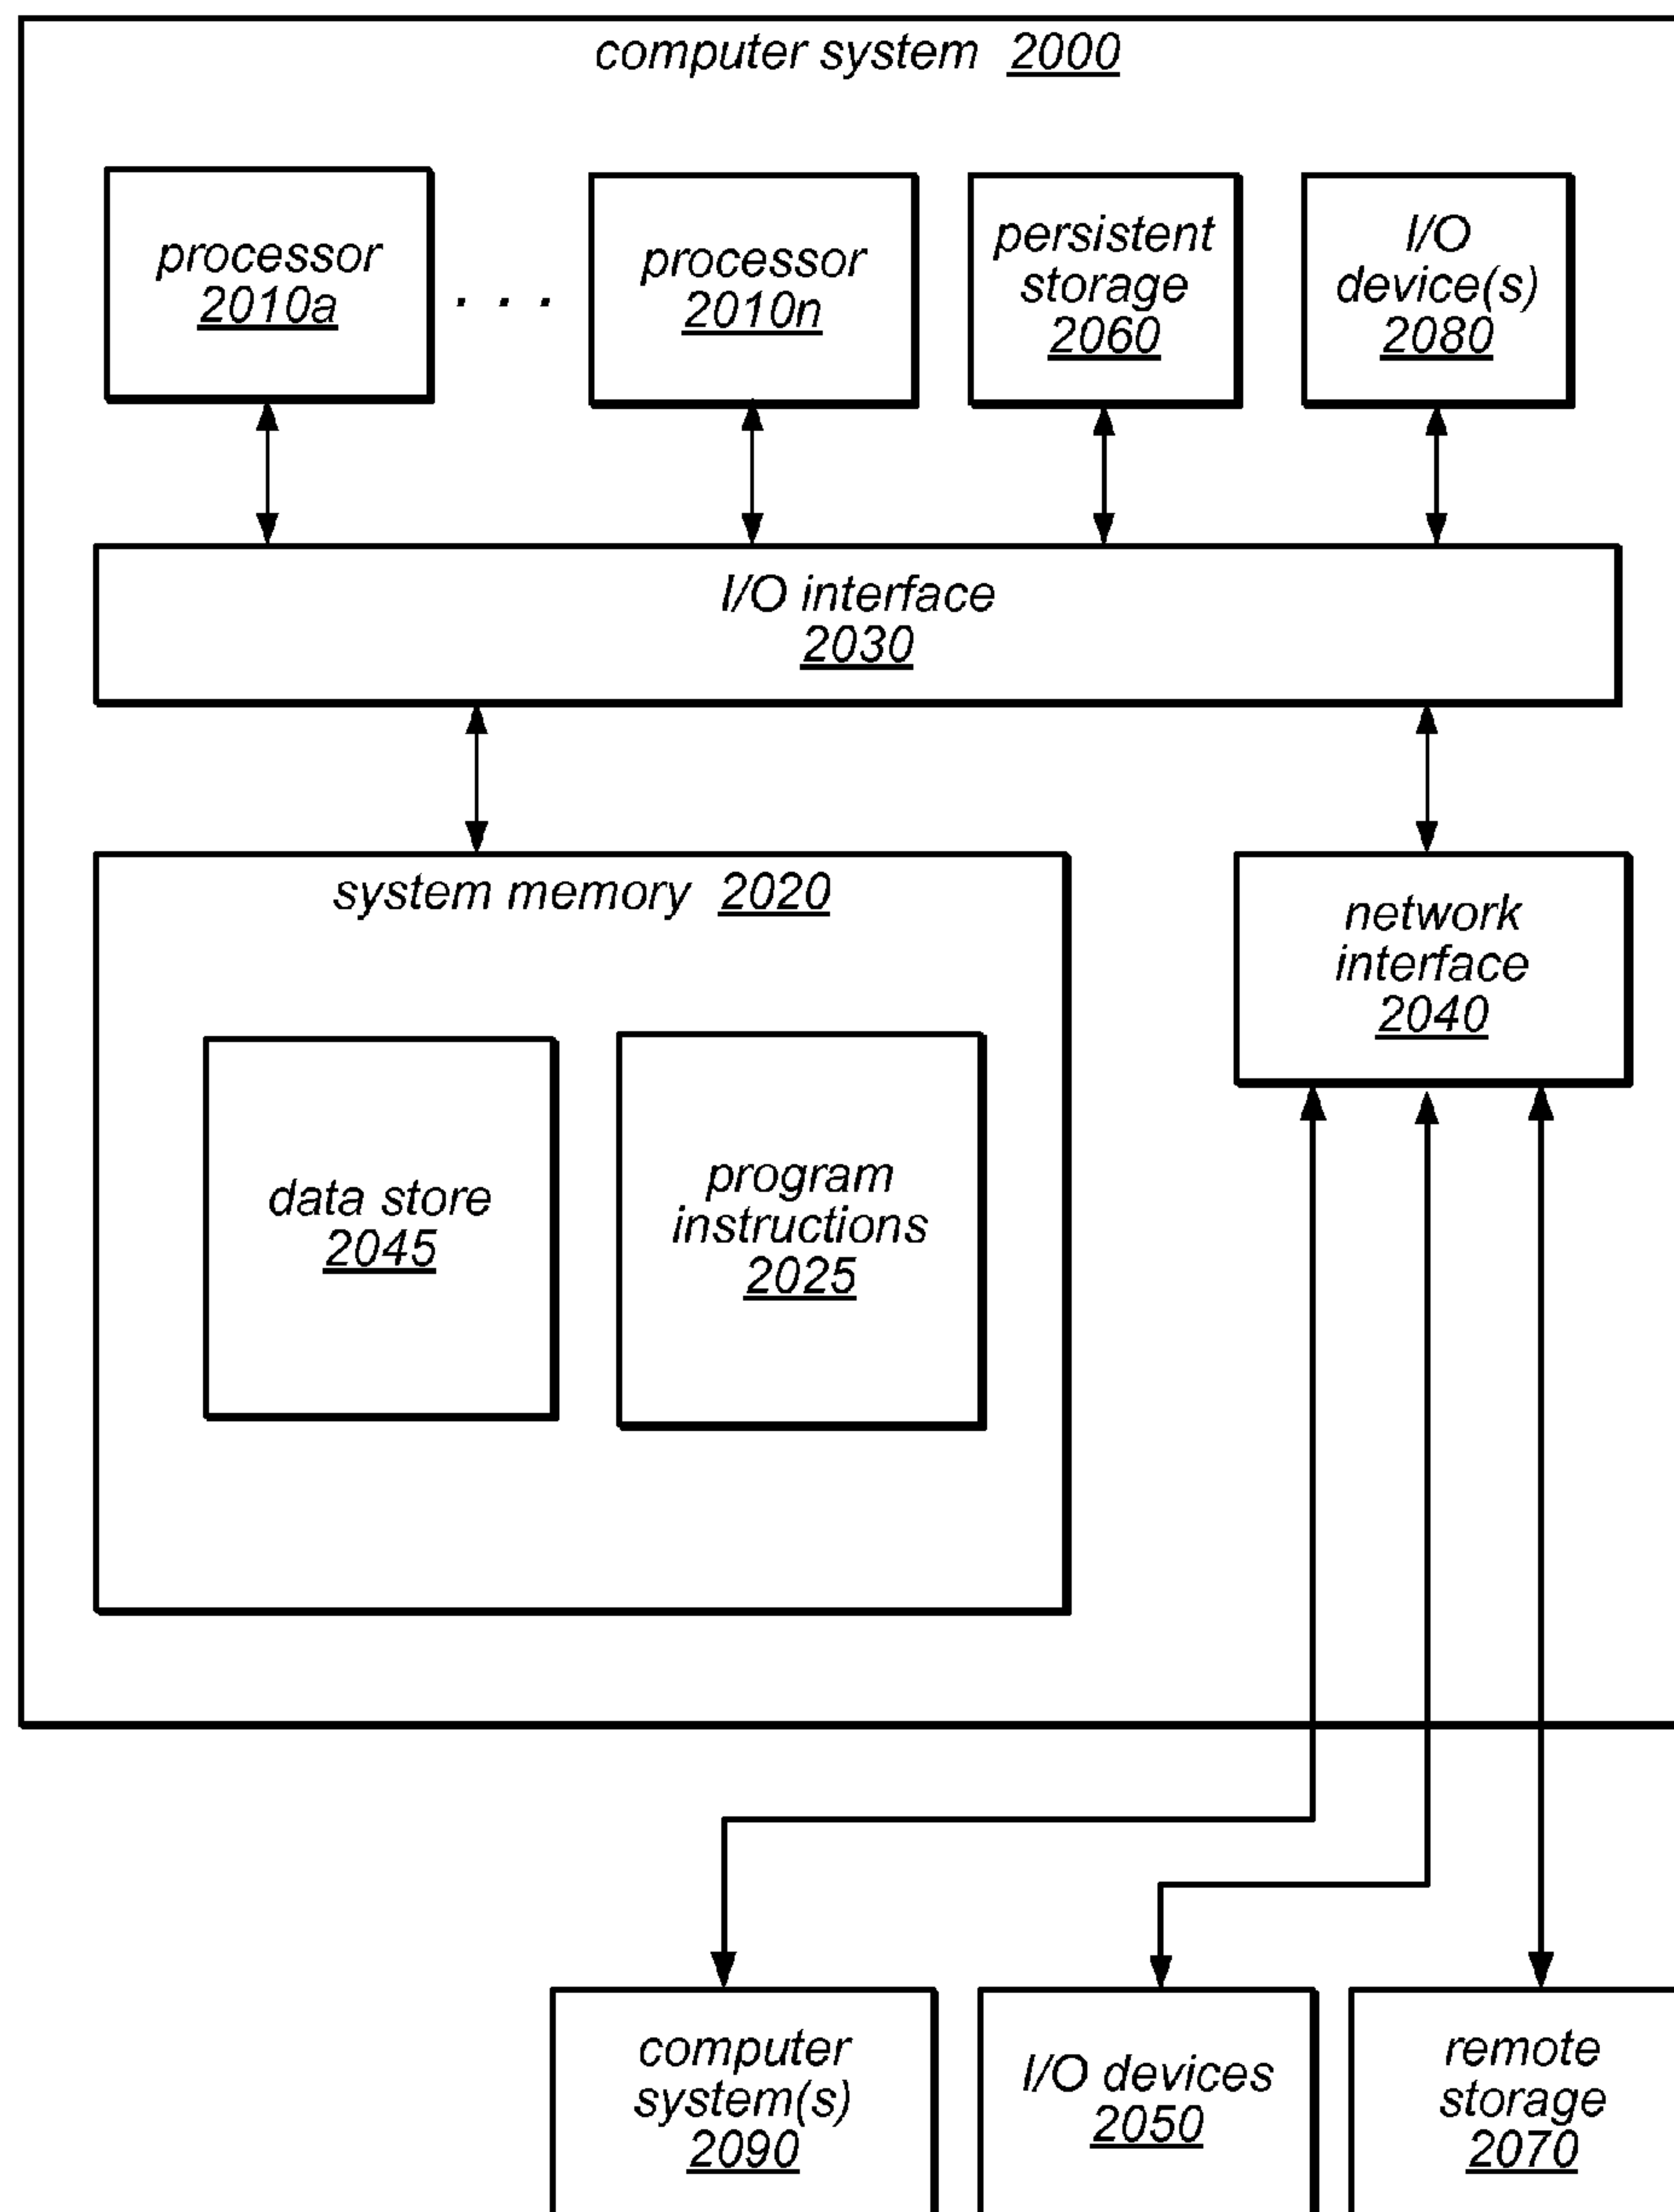 computer system 2000
processor
2010a
. . .
processor
2010n
persistent
storage
2060
I/O
device(s)
2080
I/O interface
2030
system memory 2020
network
interface
2040
data store
2045
program
instructions
2025
computer
system(s)
2090
I/O devices
2050
remote
storage
2070